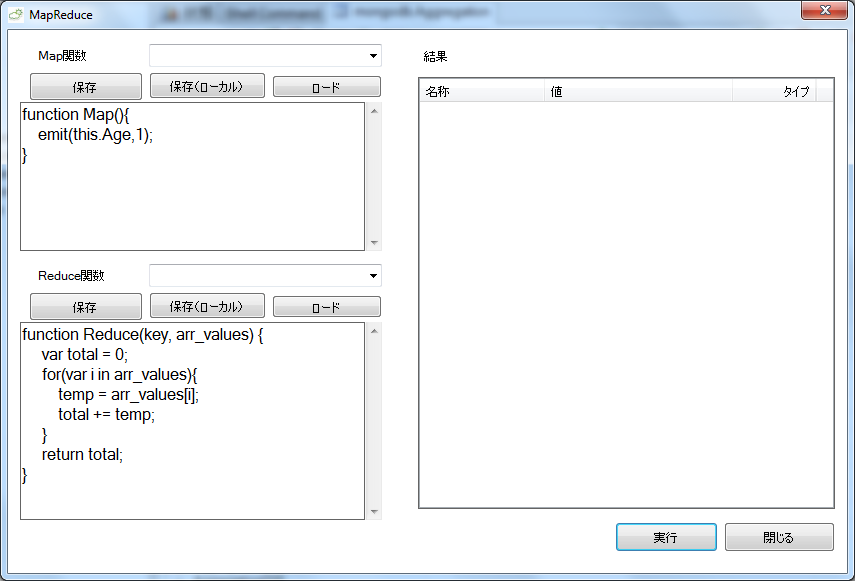 MapReduce
Map関数
保存
保存(ローカル)
ロード
function Map(){
    emit(this.Age,1);
}
Reduce関数
保存
保存(ローカル)
ロード
function Reduce(key, arr_values) {
    var total = 0;
    for(var i in arr_values){
        temp = arr_values[i];
        total += temp;
    }
    return total;
}
結果
名称
値
タイプ
実行
閉じる